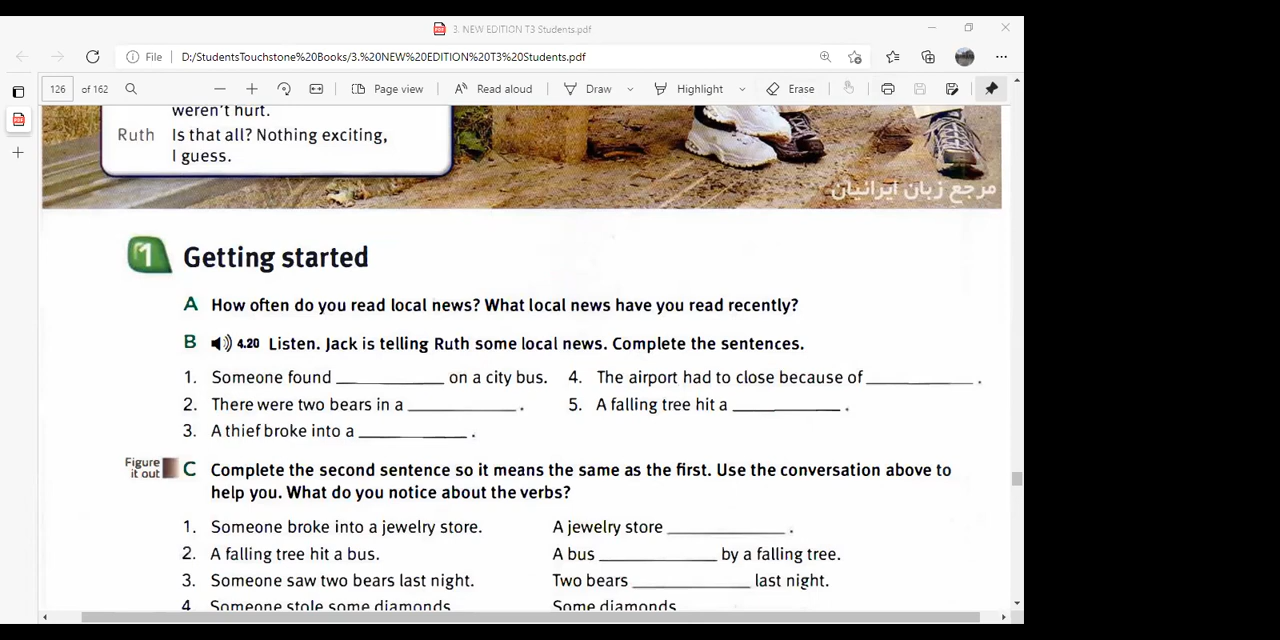 3. NEW EDITION T3 Students.pdf
File | D:/StudentsTouchstone%20Books/3.%20NEW%20EDITION%20T3%20Students.pdf
126 of 162 Page view Read aloud Draw Highlight Erase
weren't hurt.
Ruth Is that all? Nothing exciting,
I guess.
مرجع زبان ایرانیان
1 Getting started
A How often do you read local news? What local news have you read recently?
B 4.20 Listen. Jack is telling Ruth some local news. Complete the sentences.
1. Someone found __________ on a city bus. 4. The airport had to close because of __________ .
2. There were two bears in a __________ . 5. A falling tree hit a __________ .
3. A thief broke into a __________ .
Figure it out C Complete the second sentence so it means the same as the first. Use the conversation above to
help you. What do you notice about the verbs?
1. Someone broke into a jewelry store. A jewelry store __________ .
2. A falling tree hit a bus. A bus __________ by a falling tree.
3. Someone saw two bears last night. Two bears __________ last night.
4. Someone stole some diamonds Some diamonds